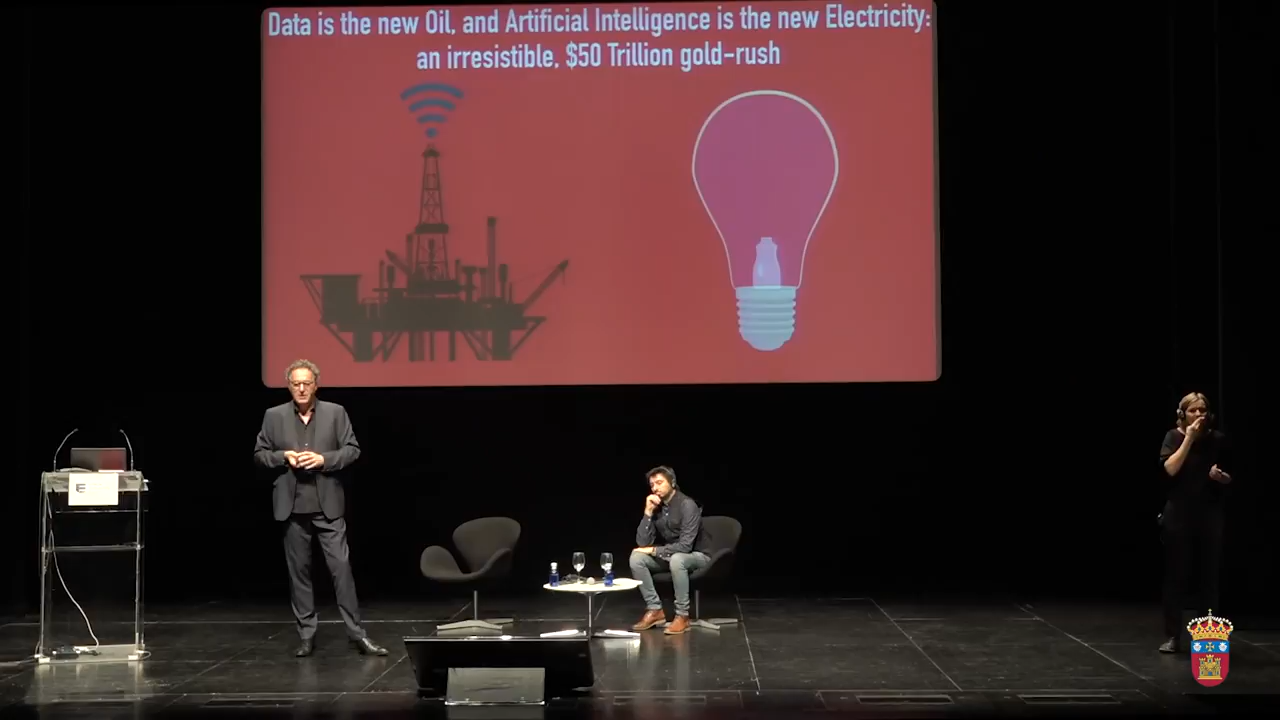 Data is the new Oil, and Artificial Intelligence is the new Electricity:
an irresistible, $50 Trillion gold-rush